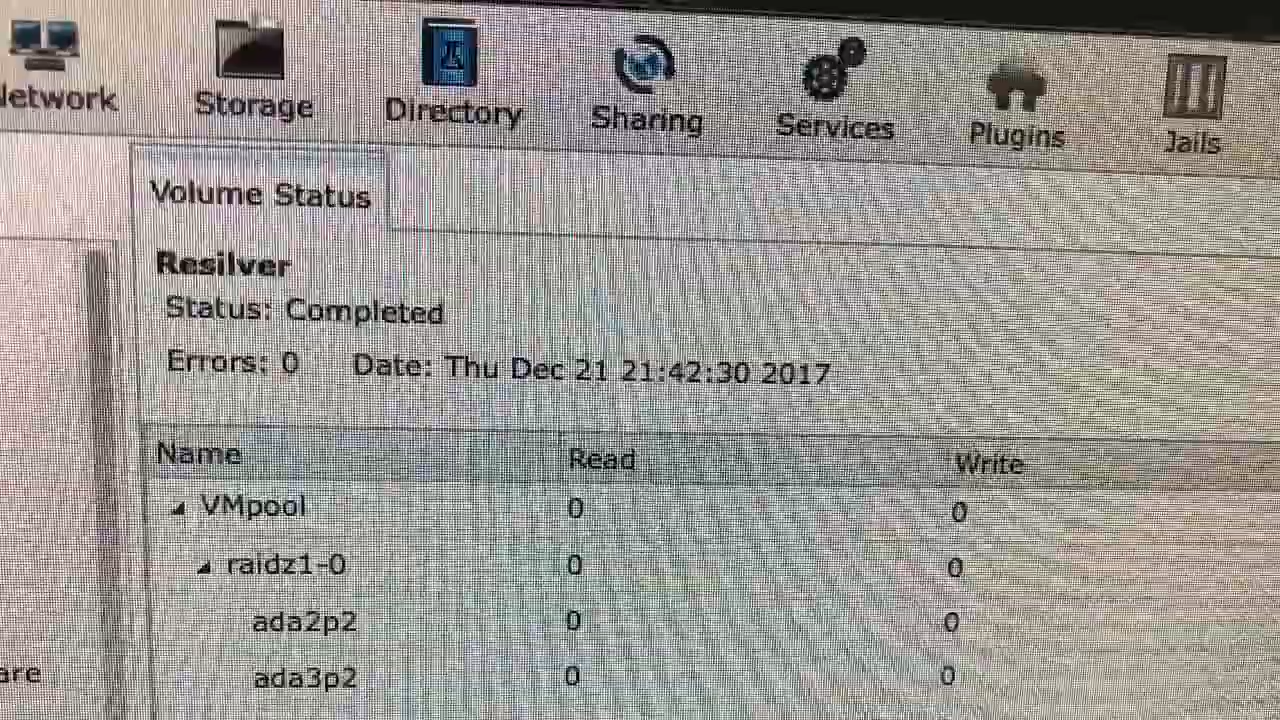 Network Storage Directory Sharing Services Plugins Jails
Volume Status
Resilver
Status: Completed
Errors: 0 Date: Thu Dec 21 21:42:30 2017
Name Read Write
VMpool 0 0
raidz1-0 0 0
ada2p2 0 0
ada3p2 0 0
are